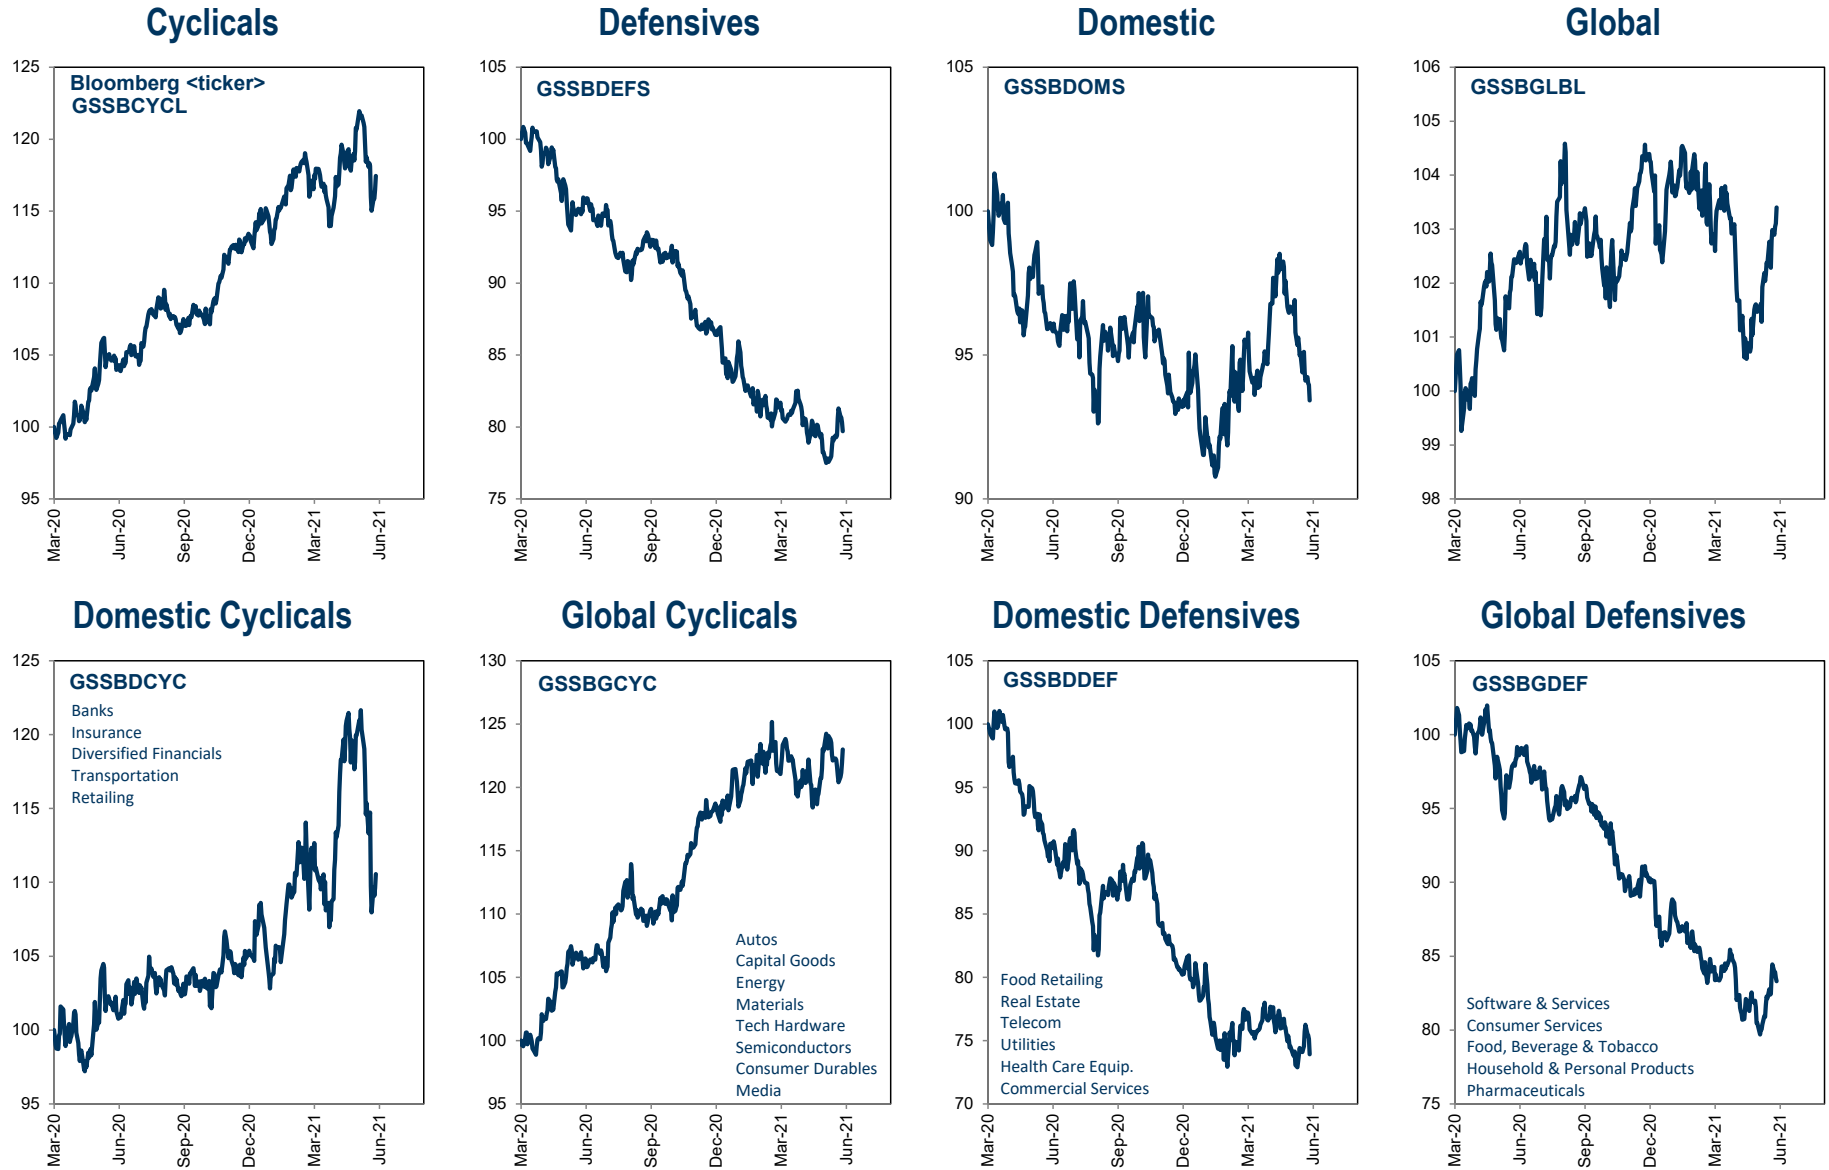 Cyclicals
125
120
115
110
105
100
95
Bloomberg <ticker>
GSSBCYCL
Mar-20
Jun-20
Sep-20
Dec-20
Mar-21
Jun-21
Defensives
105
100
95
90
85
80
75
GSSBDEFS
Mar-20
Jun-20
Sep-20
Dec-20
Mar-21
Jun-21
Domestic
105
100
95
90
GSSBDOMS
Mar-20
Jun-20
Sep-20
Dec-20
Mar-21
Jun-21
Global
106
105
104
103
102
101
100
99
98
GSSBGLBL
Mar-20
Jun-20
Sep-20
Dec-20
Mar-21
Jun-21
Domestic Cyclicals
125
120
115
110
105
100
95
GSSBDCYC
Banks
Insurance
Diversified Financials
Transportation
Retailing
Mar-20
Jun-20
Sep-20
Dec-20
Mar-21
Jun-21
Global Cyclicals
130
125
120
115
110
105
100
95
GSSBGCYC
Autos
Capital Goods
Energy
Materials
Tech Hardware
Semiconductors
Consumer Durables
Media
Mar-20
Jun-20
Sep-20
Dec-20
Mar-21
Jun-21
Domestic Defensives
105
100
95
90
85
80
75
70
GSSBDDEF
Food Retailing
Real Estate
Telecom
Utilities
Health Care Equip.
Commercial Services
Mar-20
Jun-20
Sep-20
Dec-20
Mar-21
Jun-21
Global Defensives
105
100
95
90
85
80
75
GSSBGDEF
Software & Services
Consumer Services
Food, Beverage & Tobacco
Household & Personal Products
Pharmaceuticals
Mar-20
Jun-20
Sep-20
Dec-20
Mar-21
Jun-21